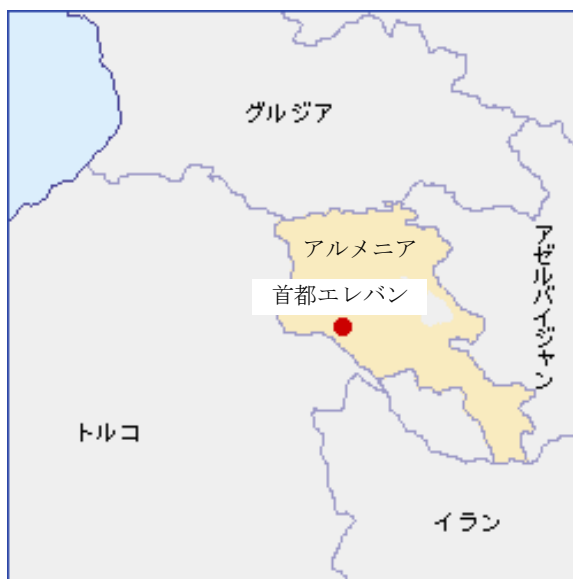 グルジア
アルメニア
首都エレバン
アゼルバイジャン
トルコ
イラン